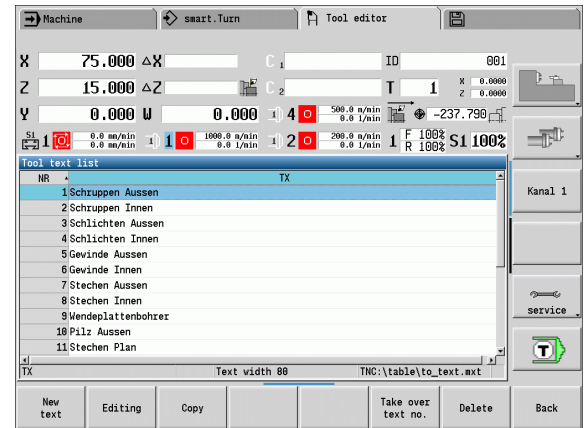 Machine
smart.Turn
Tool editor
X 75.000 ΔX C 1 ID 001
Z 15.000 ΔZ C 2 T 1 X 0.0000
Z 0.0000
Y 0.000 U 0.000 1) 4 0 500.0 m/min
0.0 1/min -237.790
S1 1 0.0 mm/min
0.0 mm/min 1) 1 0 1000.0 m/min
0.0 1/min 1) 2 0 200.0 m/min
0.0 1/min 1 F 100%
R 100% S1 100%
Tool text list
NR TX
1 Schruppen Aussen
2 Schruppen Innen
3 Schlichten Aussen
4 Schlichten Innen
5 Gewinde Aussen
6 Gewinde Innen
7 Stechen Aussen
8 Stechen Innen
9 Wendeplattenbohrer
10 Pilz Aussen
11 Stechen Plan
TX Text width 80 TNC:\table\to_text.mxt
Kanal 1
service
T
New
text
Editing
Copy
Take over
text no.
Delete
Back